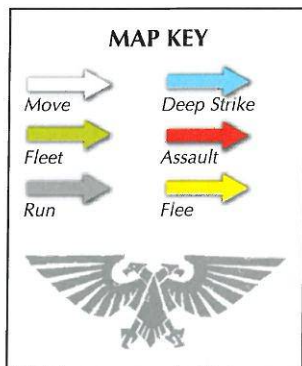 MAP KEY
Move
Deep Strike
Fleet
Assault
Run
Flee